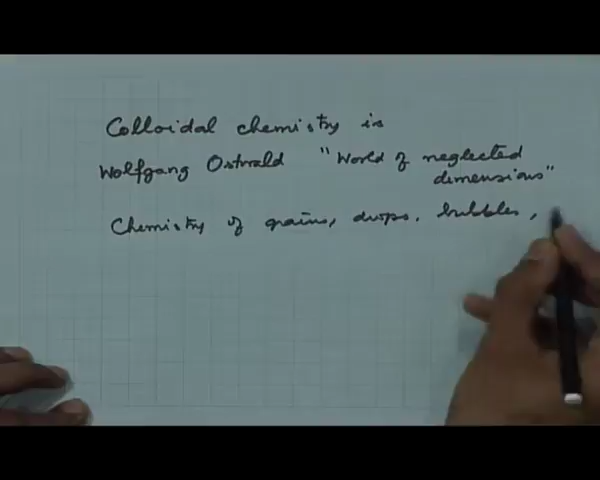 Colloidal chemistry is
Wolfgang Ostwald "World of neglected
dimensions"
Chemistry of grains, drops, bubbles,